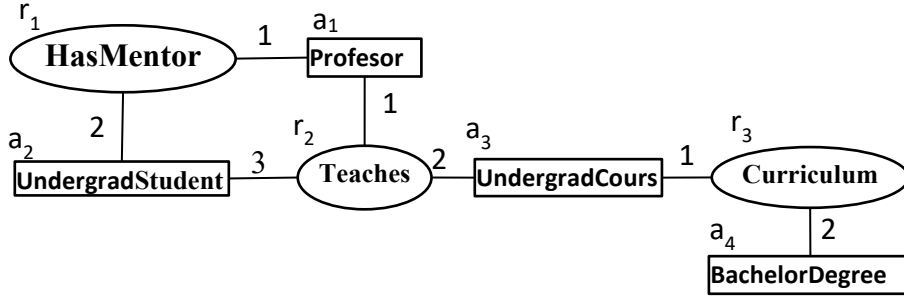 r1
HasMentor
1
a1
Profesor
2
1
a2
UndergradStudent
3
r2
Teaches
2
a3
UndergradCours
1
r3
Curriculum
2
a4
BachelorDegree